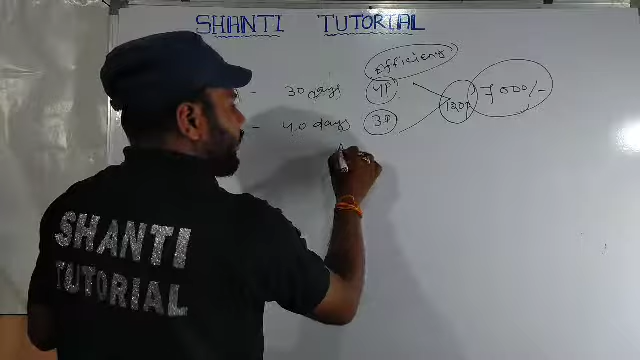 SHANTI TUTORIAL
efficiency
- 30 days 4P
- 40 days 3P
120P 7000/-
SHANTI
TUTORIAL